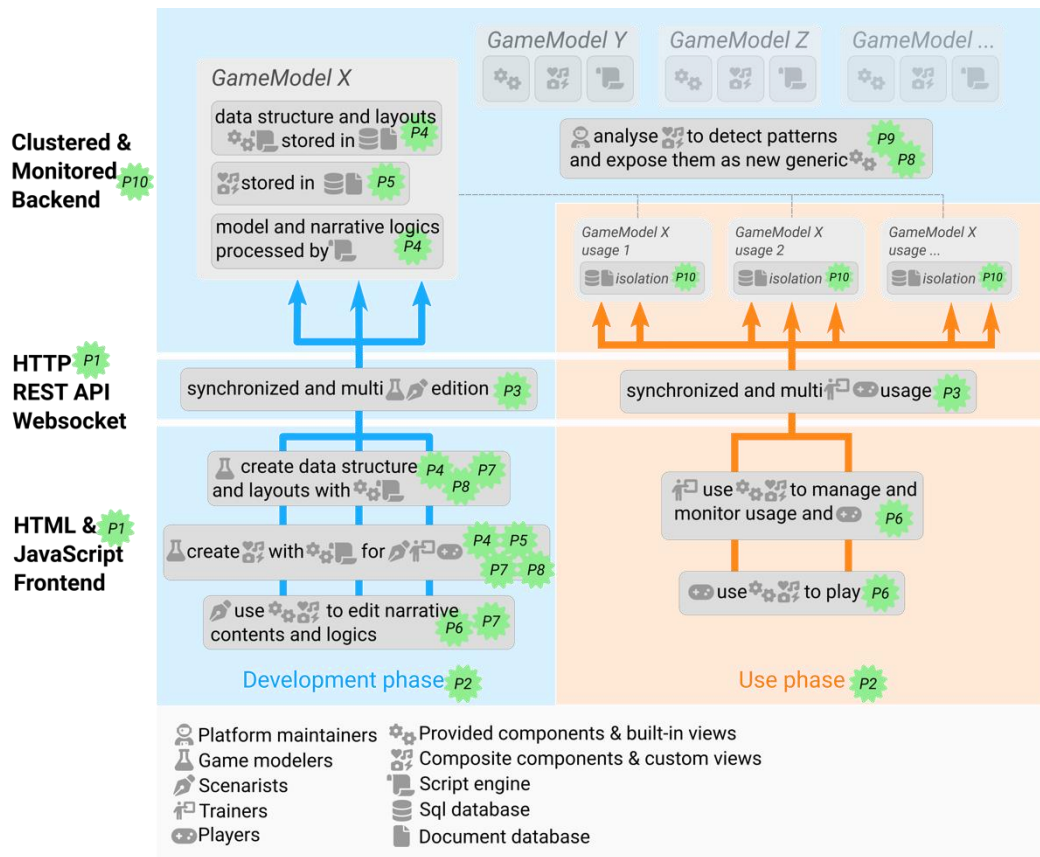 GameModel X
GameModel Y
GameModel Z
GameModel ...
data structure and layouts
stored in P4
stored in P5
model and narrative logics
processed by P4
analyse to detect patterns P9
and expose them as new generic P8
Clustered &
Monitored
Backend P10
GameModel X
usage 1
isolation P10
GameModel X
usage 2
isolation P10
GameModel X
usage ...
isolation P10
HTTP P1
REST API
Websocket
synchronized and multi edition P3
synchronized and multi usage P3
HTML & P1
JavaScript
Frontend
create data structure P4 P7
and layouts with P8
create with for P4 P5
P7 P8
use to edit narrative
contents and logics P6 P7
use to manage and
monitor usage and P6
use to play P6
Development phase P2
Use phase P2
Platform maintainers
Game modelers
Scenarists
Trainers
Players
Provided components & built-in views
Composite components & custom views
Script engine
Sql database
Document database